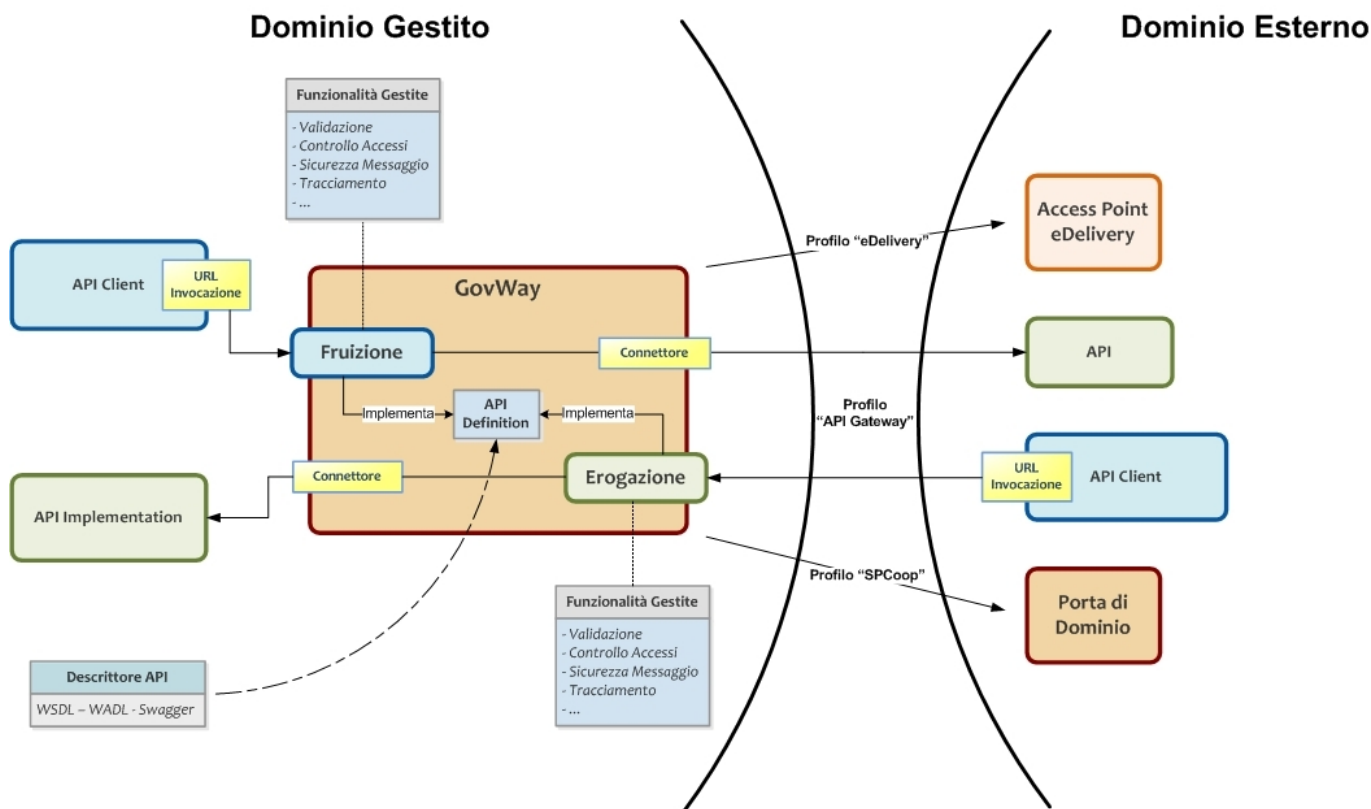 Dominio Gestito
Dominio Esterno
Funzionalità Gestite
- Validazione
- Controllo Accessi
- Sicurezza Messaggio
- Tracciamento
- ...
Access Point
eDelivery
Profilo “eDelivery”
API Client
URL
Invocazione
GovWay
Fruizione
Connettore
API
Implementa
API
Definition
Implementa
Profilo
“API Gateway”
Connettore
Erogazione
URL
Invocazione
API Client
API Implementation
Profilo “SPCoop”
Porta di
Dominio
Funzionalità Gestite
- Validazione
- Controllo Accessi
- Sicurezza Messaggio
- Tracciamento
- ...
Descrittore API
WSDL – WADL - Swagger